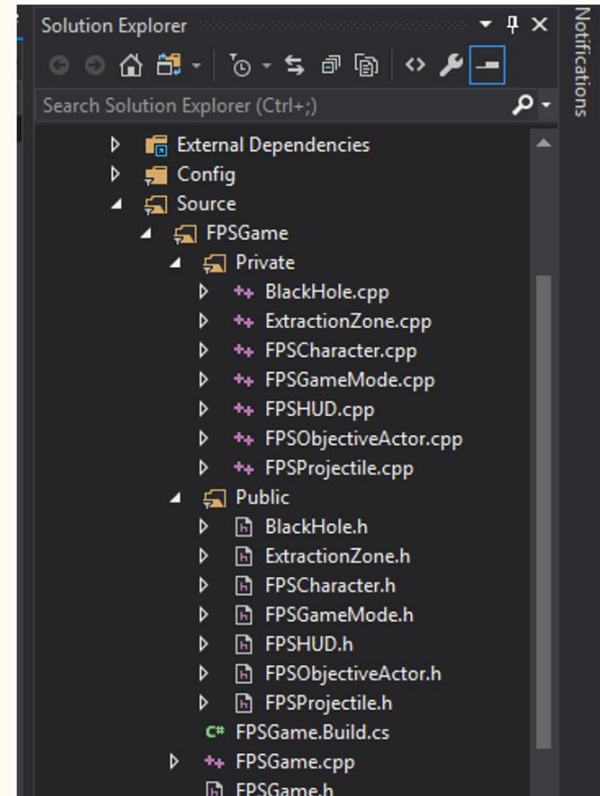 Solution Explorer
Search Solution Explorer (Ctrl+;)
External Dependencies
Config
Source
FPSGame
Private
BlackHole.cpp
ExtractionZone.cpp
FPSCharacter.cpp
FPSGameMode.cpp
FPSHUD.cpp
FPSObjectiveActor.cpp
FPSProjectile.cpp
Public
BlackHole.h
ExtractionZone.h
FPSCharacter.h
FPSGameMode.h
FPSHUD.h
FPSObjectiveActor.h
FPSProjectile.h
C# FPSGame.Build.cs
FPSGame.cpp
FPSGame.h
Notifications